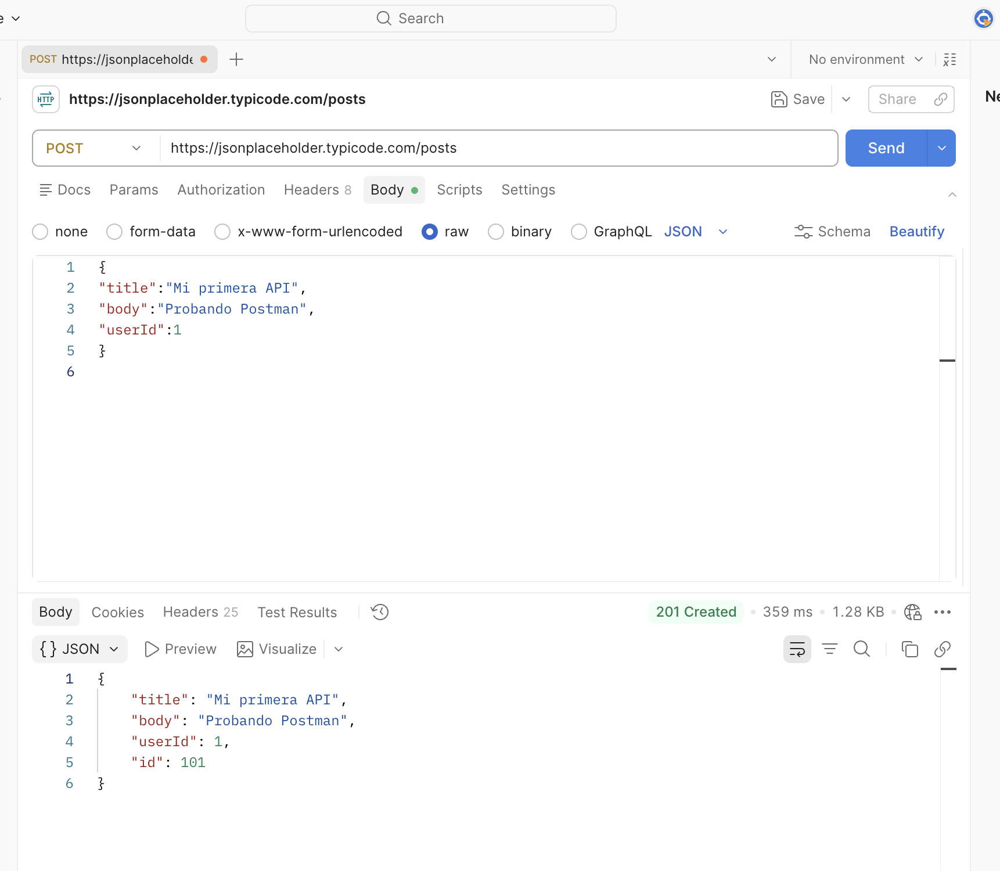 e
Search
POST https://jsonplaceholde
No environment
HTTP https://jsonplaceholder.typicode.com/posts
Save
Share
Ne
POST https://jsonplaceholder.typicode.com/posts
Send
Docs Params Authorization Headers 8 Body Scripts Settings
none form-data x-www-form-urlencoded raw binary GraphQL JSON Schema Beautify
1 {
2 "title":"Mi primera API",
3 "body":"Probando Postman",
4 "userId":1
5 }
6
Body Cookies Headers 25 Test Results 201 Created 359 ms 1.28 KB
{} JSON Preview Visualize
1 {
2 "title": "Mi primera API",
3 "body": "Probando Postman",
4 "userId": 1,
5 "id": 101
6 }